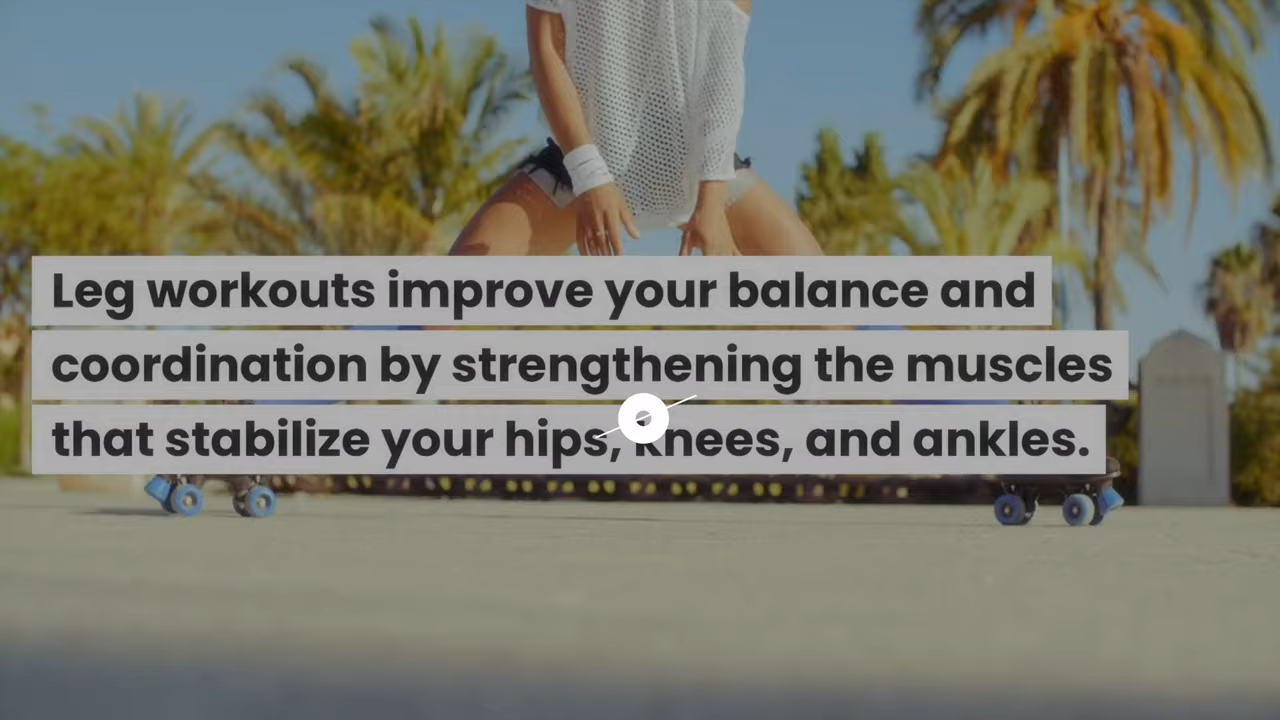 Leg workouts improve your balance and
coordination by strengthening the muscles
that stabilize your hips, knees, and ankles.